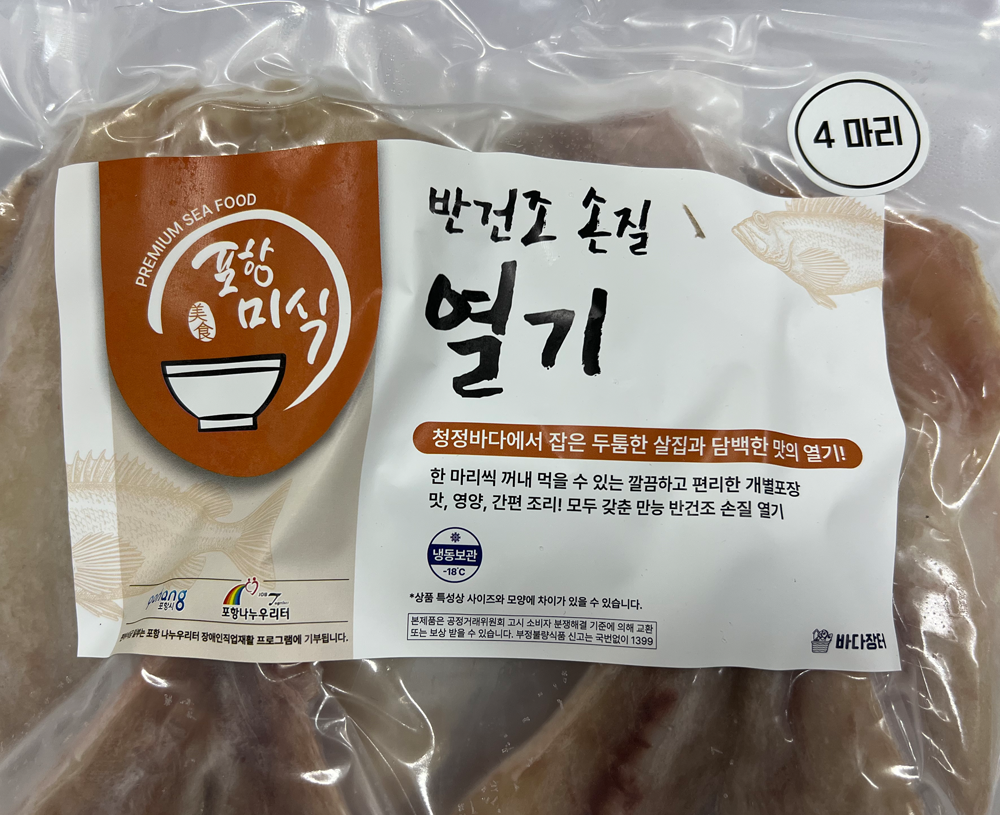 4 마리
PREMIUM SEA FOOD
포항
미식
美食
반건조 손질
열기
청정바다에서 잡은 두툼한 살집과 담백한 맛의 열기!
한 마리씩 꺼내 먹을 수 있는 깔끔하고 편리한 개별포장
맛, 영양, 간편 조리! 모두 갖춘 만능 반건조 손질 열기
냉동보관
-18℃
*상품 특성상 사이즈와 모양에 차이가 있을 수 있습니다.
본제품은 공정거래위원회 고시 소비자 분쟁해결 기준에 의해 교환
또는 보상 받을 수 있습니다. 부정불량식품 신고는 국번없이 1399
바다장터
포항시
포항나누우리터
포항 나누우리터 장애인직업재활 프로그램에 기부됩니다.